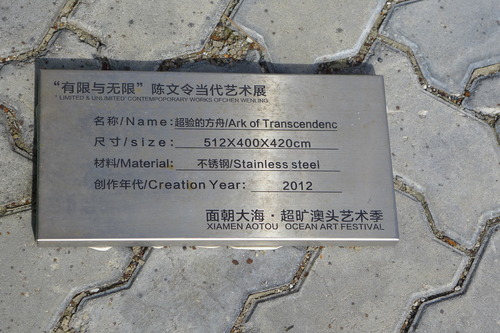 “有限与无限” 陈文令当代艺术展
“ LIMITED & UNLIMITED” CONTEMPCPORARY WORKS OFCHEN WENLING
名称/Name:超验的方舟/Ark of Transcendenc
尺寸/size: 512X400X420cm
材料/Material: 不锈钢/Stainless steel
创作年代/Creation Year: 2012
面朝大海·超旷澳头艺术季
XIAMEN AOTOU OCEAN ART FESTIVAL